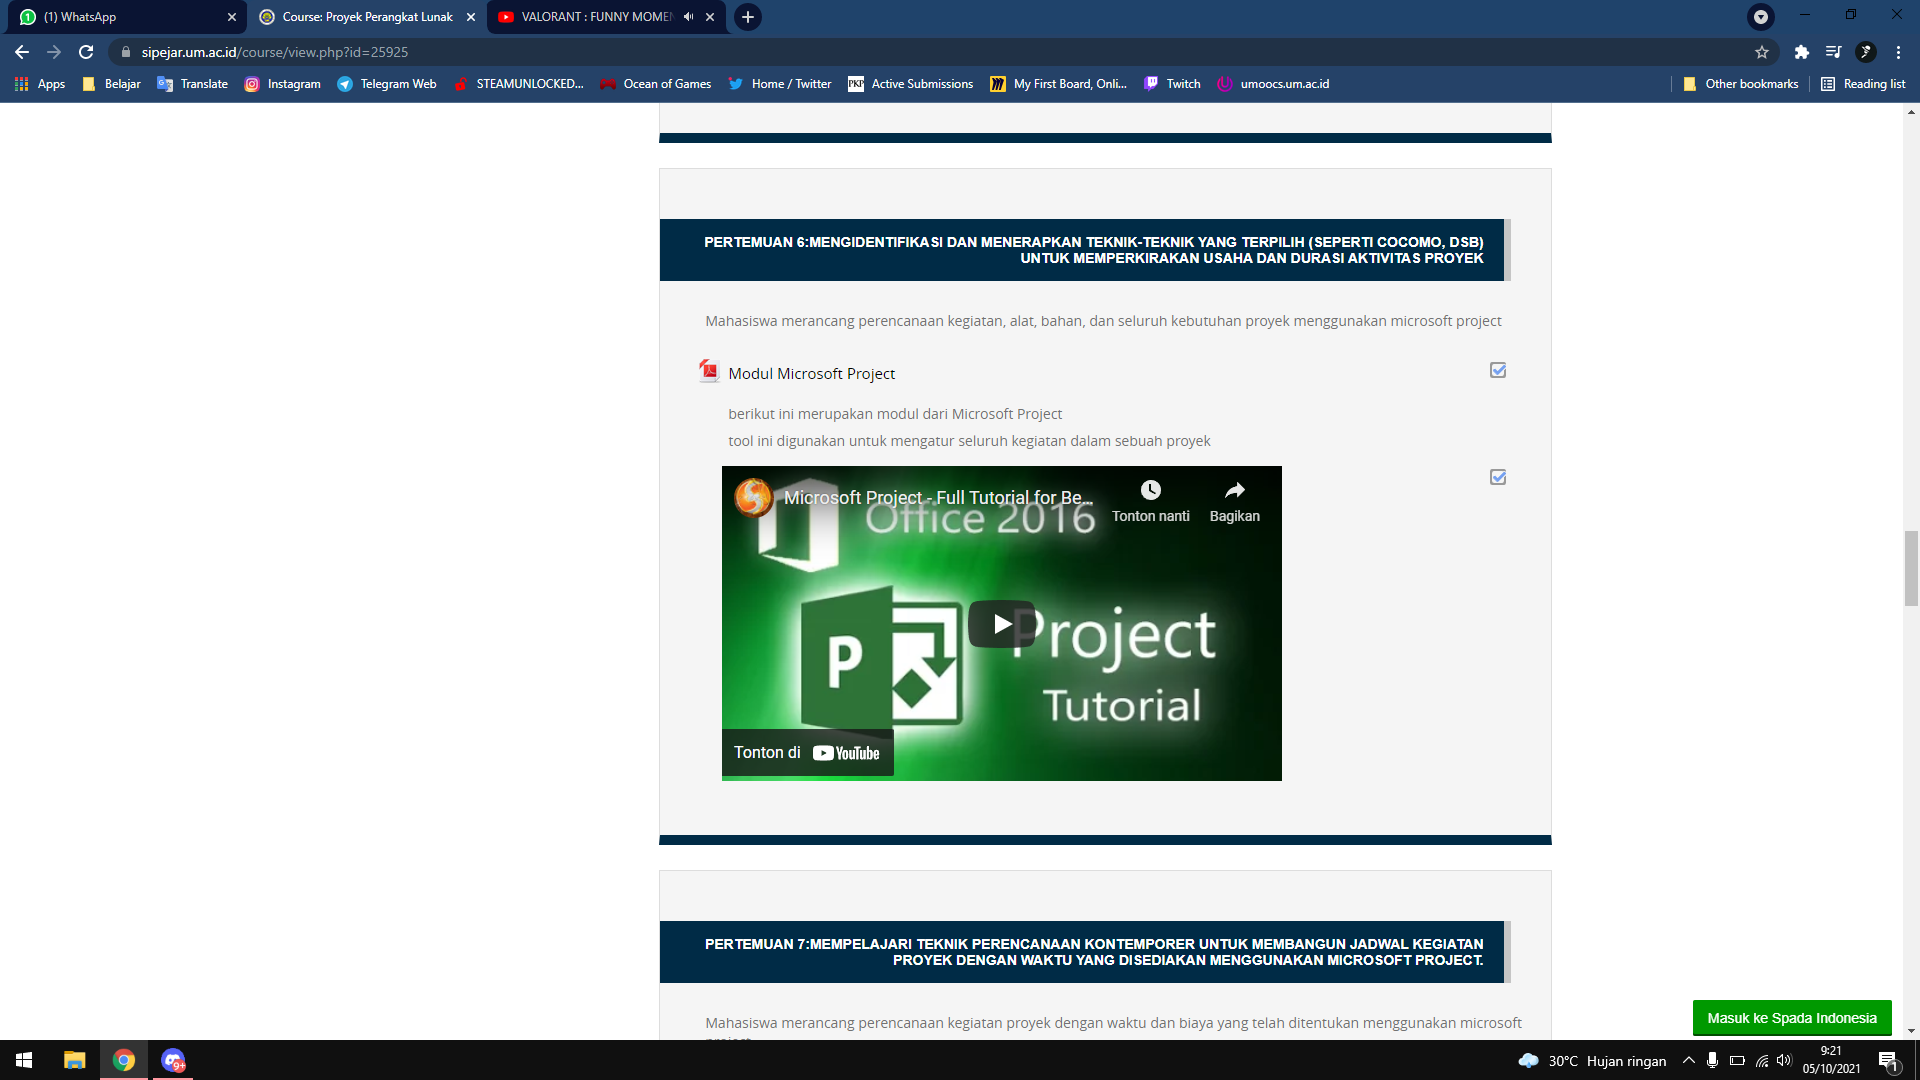 (1) WhatsApp
Course: Proyek Perangkat Lunak
VALORANT : FUNNY MOMEN
sipejar.um.ac.id/course/view.php?id=25925
Apps
Belajar
Translate
Instagram
Telegram Web
STEAMUNLOCKED...
Ocean of Games
Home / Twitter
PKP Active Submissions
My First Board, Onli...
Twitch
umoocs.um.ac.id
Other bookmarks
Reading list
PERTEMUAN 6:MENGIDENTIFIKASI DAN MENERAPKAN TEKNIK-TEKNIK YANG TERPILIH (SEPERTI COCOMO, DSB)
UNTUK MEMPERKIRAKAN USAHA DAN DURASI AKTIVITAS PROYEK
Mahasiswa merancang perencanaan kegiatan, alat, bahan, dan seluruh kebutuhan proyek menggunakan microsoft project
Modul Microsoft Project
berikut ini merupakan modul dari Microsoft Project
tool ini digunakan untuk mengatur seluruh kegiatan dalam sebuah proyek
Microsoft Project - Full Tutorial for Be...
Tonton nanti
Bagikan
Office 2016
P
Project
Tutorial
Tonton di YouTube
PERTEMUAN 7:MEMPELAJARI TEKNIK PERENCANAAN KONTEMPORER UNTUK MEMBANGUN JADWAL KEGIATAN
PROYEK DENGAN WAKTU YANG DISEDIAKAN MENGGUNAKAN MICROSOFT PROJECT.
Mahasiswa merancang perencanaan kegiatan proyek dengan waktu dan biaya yang telah ditentukan menggunakan microsoft
project
Masuk ke Spada Indonesia
9+
30°C Hujan ringan
9:21
05/10/2021
1